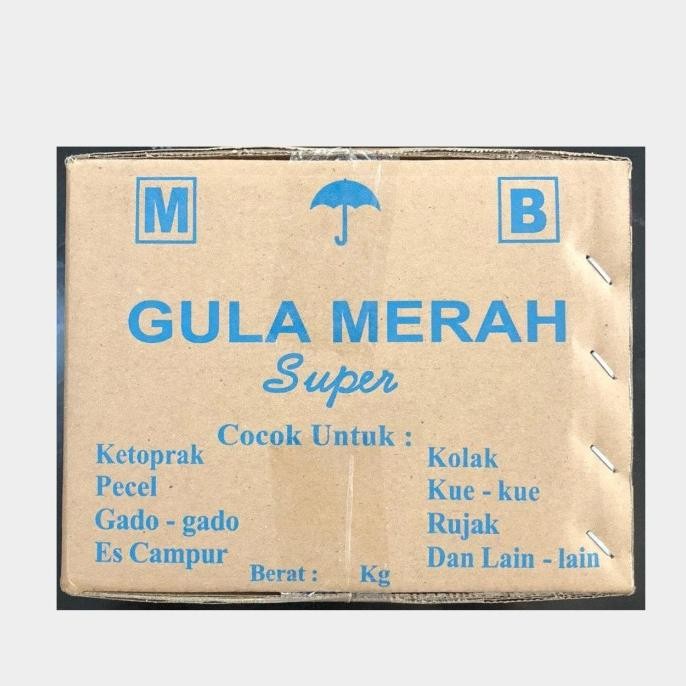 M B
GULA MERAH
Super
Cocok Untuk :
Ketoprak
Pecel
Gado - gado
Es Campur
Kolak
Kue - kue
Rujak
Dan Lain - lain
Berat : Kg